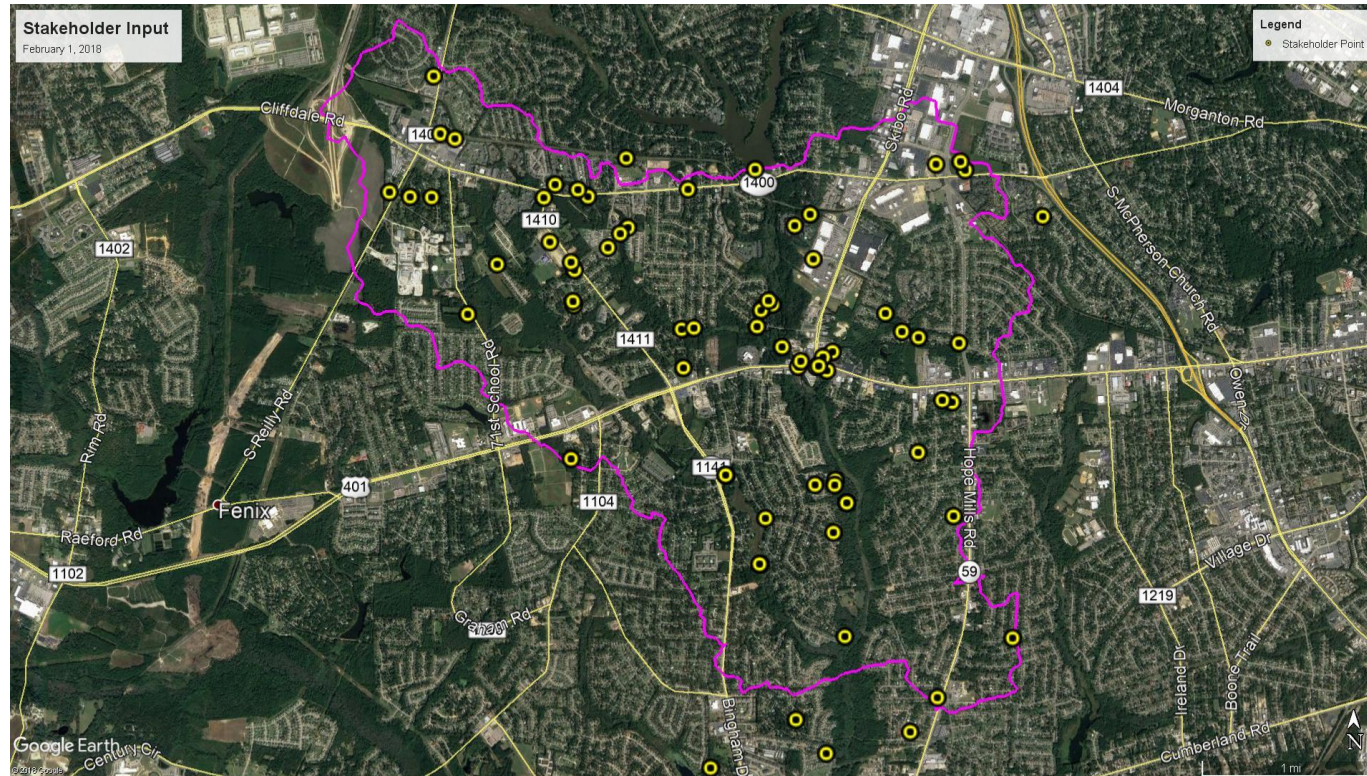 Stakeholder Input
February 1, 2018
Legend
Stakeholder Point
1404
Morganton Rd
Skibo Rd
Cliffdale Rd
1400
S McPherson Church Rd
1410
1402
1411
71st School Rd
Owen Dr
S Reilly Rd
Rim Rd
1141
Hope Mills Rd
401
1104
Fenix
Raeford Rd
Village Dr
1102
59
1219
Graham Rd
Ireland Dr
Boone Trail
Bingham D
Cumberland Rd
Google Earth
Century Cir
N
©2018 Google
1 mi